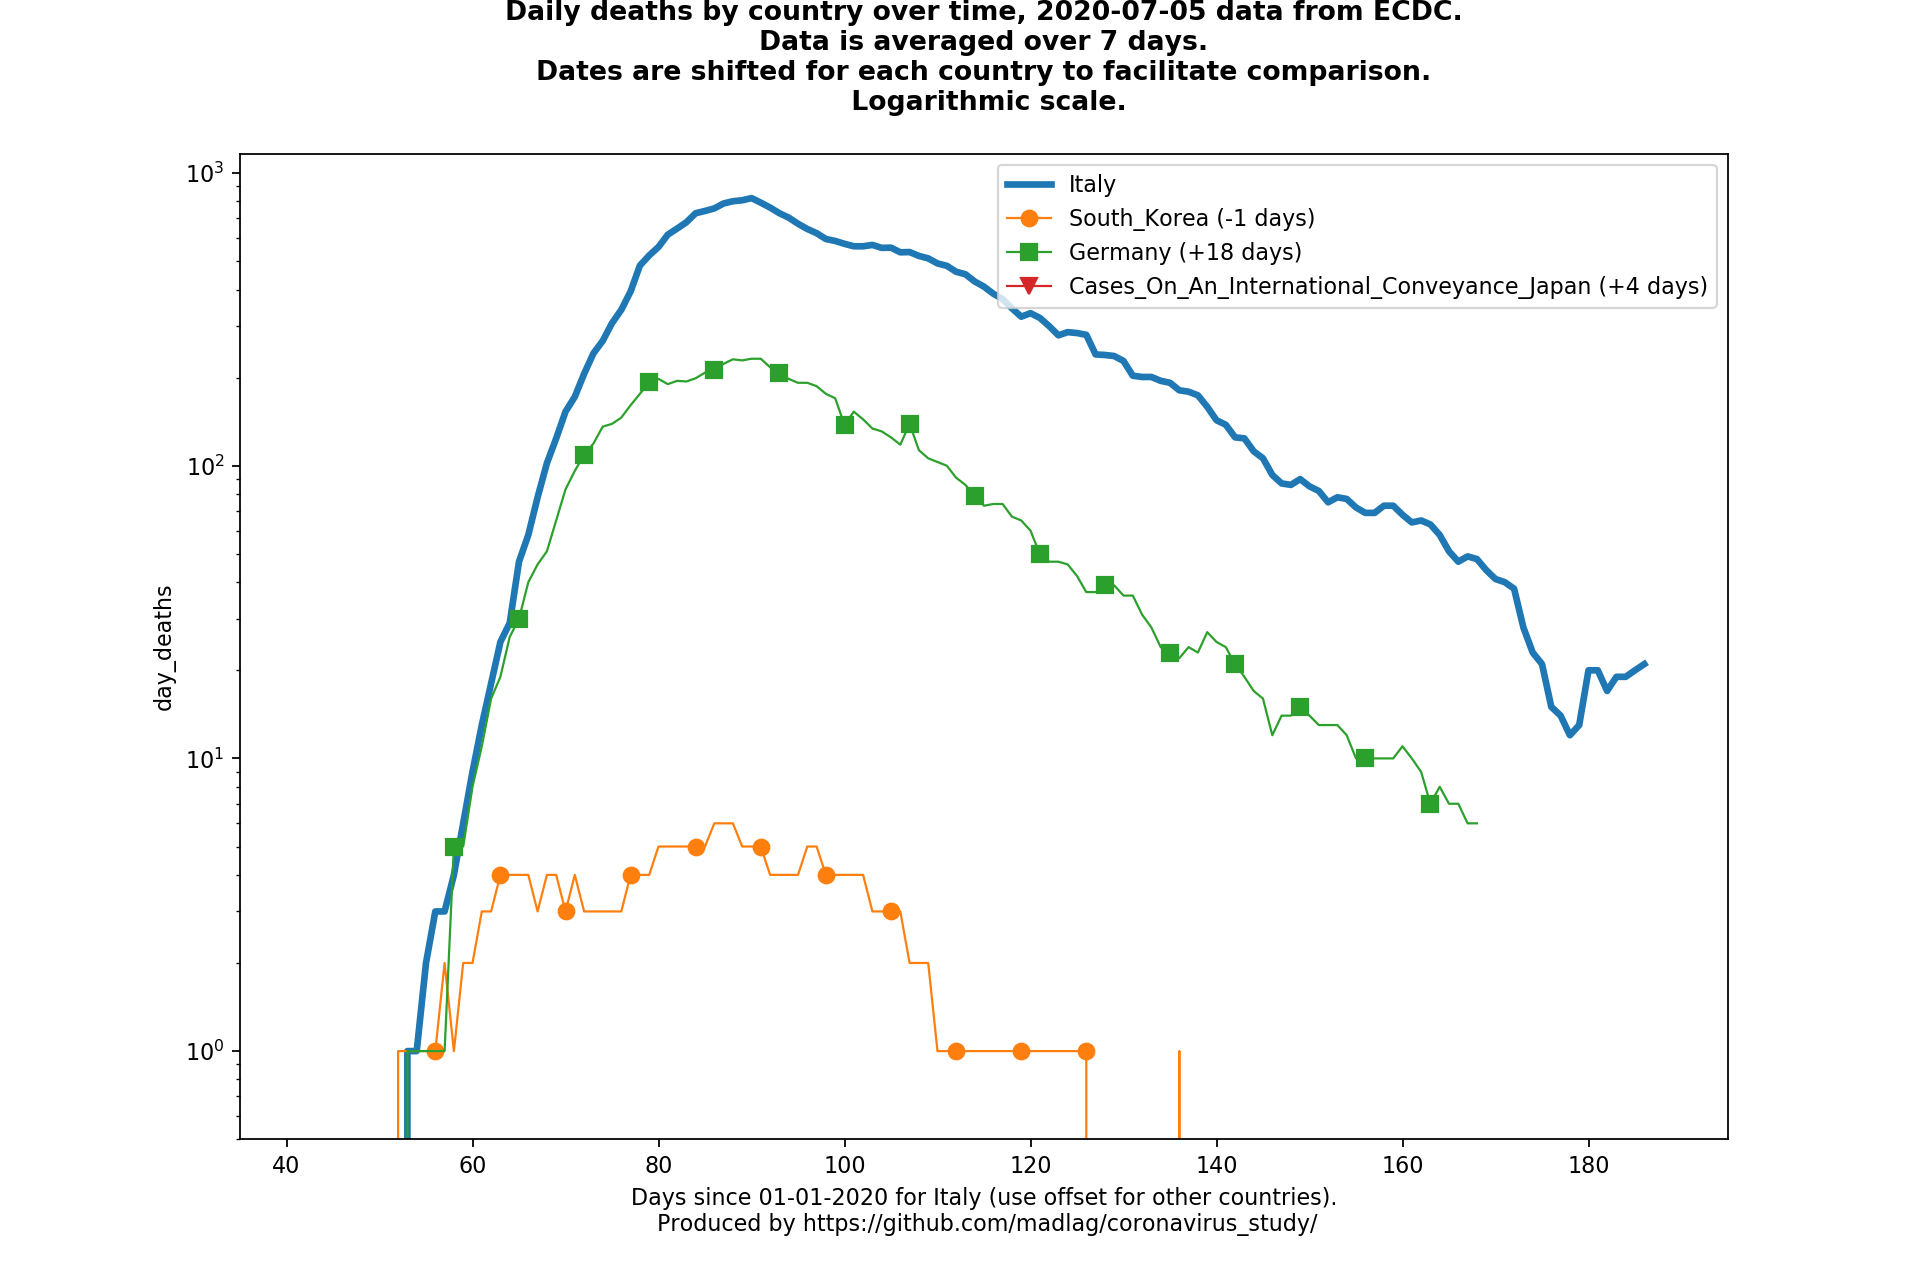 Daily deaths by country over time, 2020-07-05 data from ECDC.
Data is averaged over 7 days.
Dates are shifted for each country to facilitate comparison.
Logarithmic scale.
Italy
South_Korea (-1 days)
Germany (+18 days)
Cases_On_An_International_Conveyance_Japan (+4 days)
day_deaths
10³
10²
10¹
10⁰
40 60 80 100 120 140 160 180
Days since 01-01-2020 for Italy (use offset for other countries).
Produced by https://github.com/madlag/coronavirus_study/